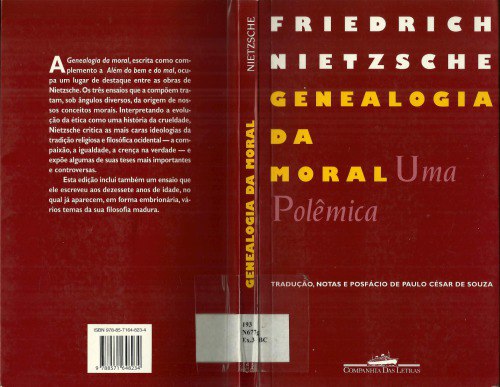 A Genealogia da moral, escrita como com-
plemento a Além do bem e do mal, ocu-
pa um lugar de destaque entre as obras de
Nietzsche. Os três ensaios que a compõem tra-
tam, sob ângulos diversos, da origem de nos-
sos conceitos morais. Interpretando a evolu-
ção da ética como uma história da crueldade,
Nietzsche critica as mais caras ideologias da
tradição religiosa e filosófica ocidental — a com-
paixão, a igualdade, a crença na verdade — e
expõe algumas de suas teses mais importantes
e controversas.
Esta edição inclui também um ensaio que
ele escreveu aos dezessete anos de idade, no
qual já aparecem, em forma embrionária, vá-
rios temas da sua filosofia madura.
ISBN 978-85-7164-823-4
9 788571 648234
NIETZSCHE
GENEALOGIA DA MORAL
193
N677g
FRIEDRICH
NIETZSCHE
GENEALOGIA
DA
MORAL Uma
Polêmica
TRADUÇÃO, NOTAS E POSFÁCIO DE PAULO CÉSAR DE SOUZA
COMPANHIA DAS LETRAS